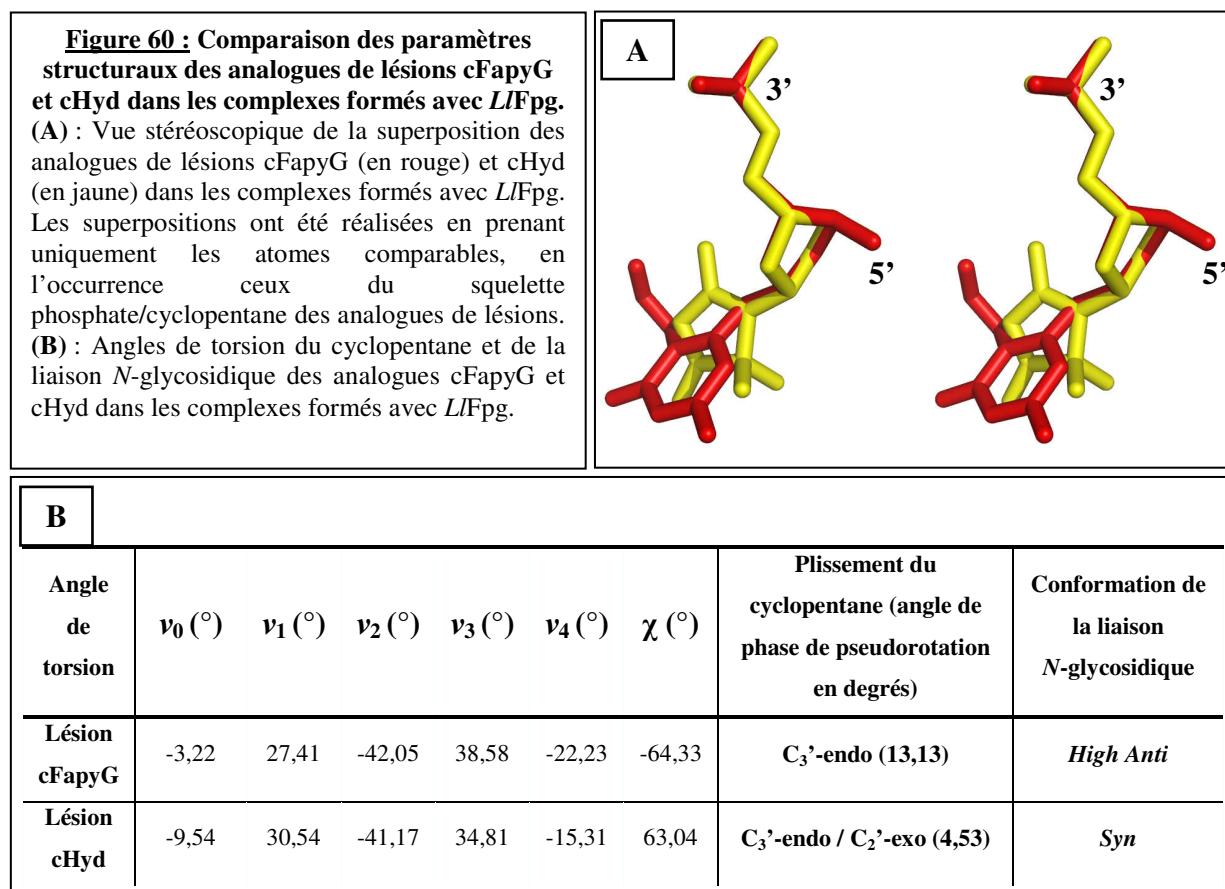 Figure 60 : Comparaison des paramètres
structuraux des analogues de lésions cFapyG
et cHyd dans les complexes formés avec LlFpg.
(A) : Vue stéréoscopique de la superposition des
analogues de lésions cFapyG (en rouge) et cHyd
(en jaune) dans les complexes formés avec LlFpg.
Les superpositions ont été réalisées en prenant
uniquement les atomes comparables, en
l’occurrence ceux du squelette
phosphate/cyclopentane des analogues de lésions.
(B) : Angles de torsion du cyclopentane et de la
liaison N-glycosidique des analogues cFapyG et
cHyd dans les complexes formés avec LlFpg.
A
3’ 3’
5’ 5’
B
Angle
de
torsion
ν0 (°) ν1 (°) ν2 (°) ν3 (°) ν4 (°) χ (°)
Plissement du
cyclopentane (angle de
phase de pseudorotation
en degrés)
Conformation de
la liaison
N-glycosidique
Lésion
cFapyG
-3,22 27,41 -42,05 38,58 -22,23 -64,33 C3’-endo (13,13) High Anti
Lésion
cHyd
-9,54 30,54 -41,17 34,81 -15,31 63,04 C3’-endo / C2’-exo (4,53) Syn